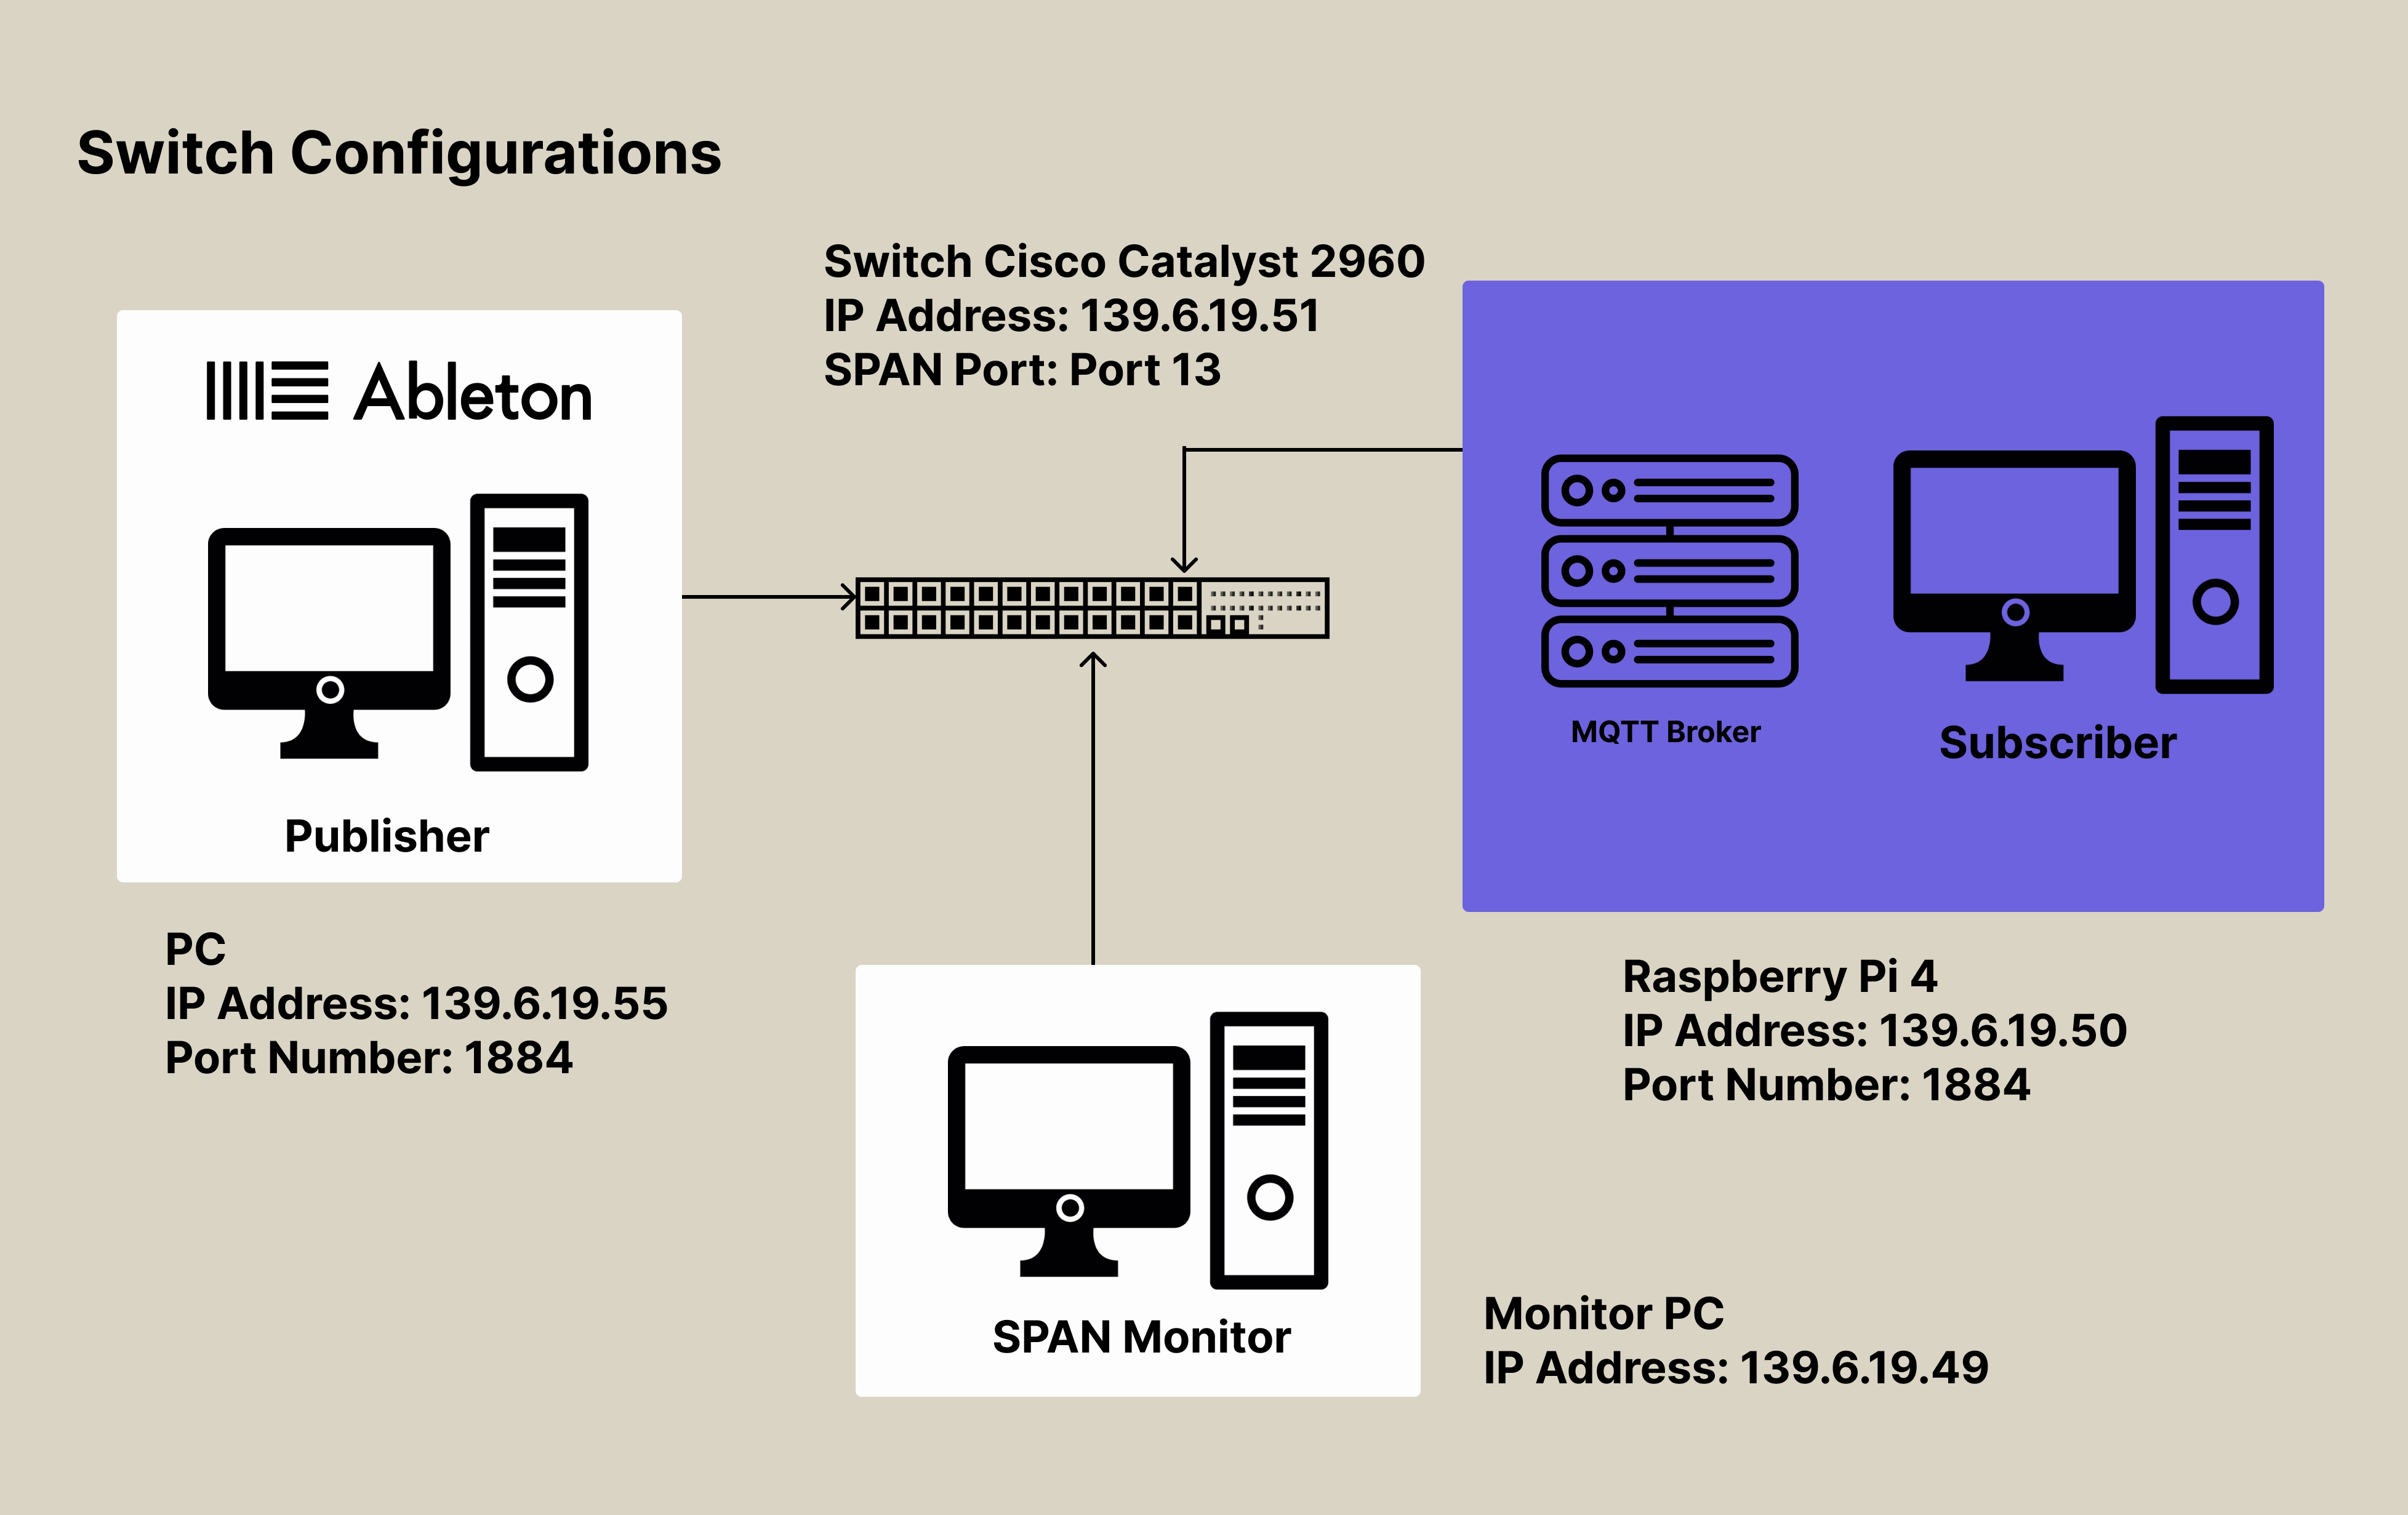 Switch Configurations
Switch Cisco Catalyst 2960
IP Address: 139.6.19.51
SPAN Port: Port 13
Ableton
Publisher
PC
IP Address: 139.6.19.55
Port Number: 1884
MQTT Broker
Subscriber
Raspberry Pi 4
IP Address: 139.6.19.50
Port Number: 1884
SPAN Monitor
Monitor PC
IP Address: 139.6.19.49